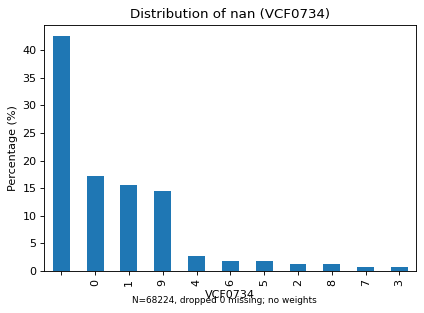 Distribution of nan (VCF0734)
Percentage (%)
40
35
30
25
20
15
10
5
0
0 1 9 4 6 5 2 8 7 3
VCF0734
N=68224, dropped 0 missing; no weights